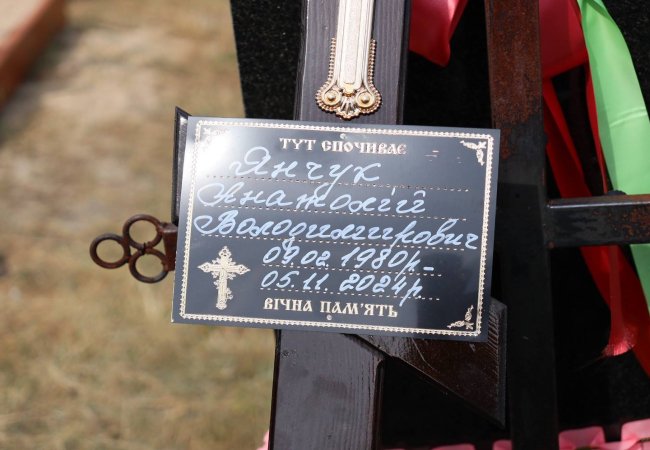 ТУТ СПОЧИВАЄ
Янчук
Анатолій
Володимирович
09.02.1980р-
05.11.2024р.
ВІЧНА ПАМ'ЯТЬ